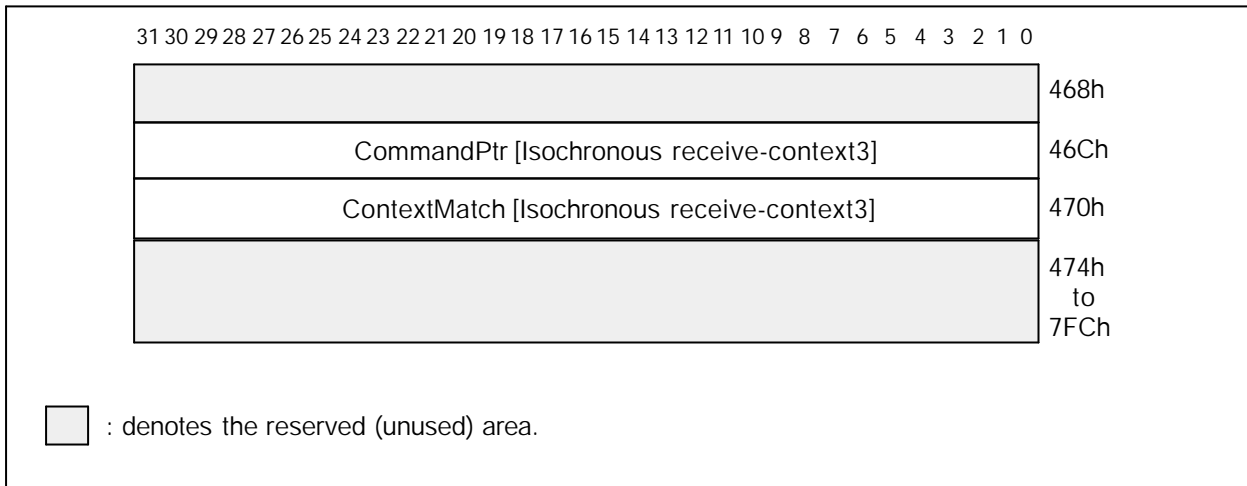 31 30 29 28 27 26 25 24 23 22 21 20 19 18 17 16 15 14 13 12 11 10 9 8 7 6 5 4 3 2 1 0
468h
CommandPtr [Isochronous receive-context3] 46Ch
ContextMatch [Isochronous receive-context3] 470h
474h
to
7FCh
: denotes the reserved (unused) area.